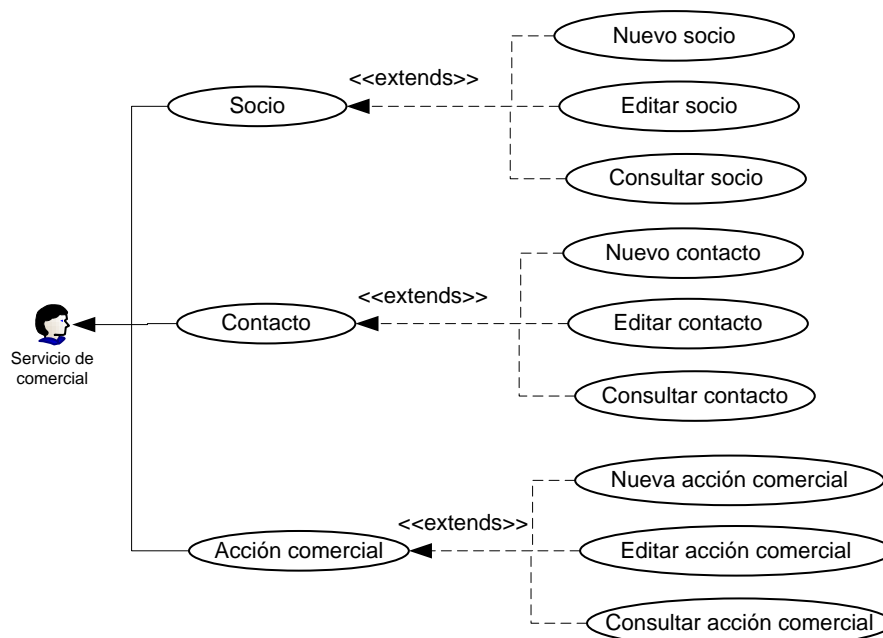 Nuevo socio
<<extends>>
Socio
Editar socio
Consultar socio
Nuevo contacto
<<extends>>
Contacto
Editar contacto
Servicio de
comercial
Consultar contacto
Nueva acción comercial
<<extends>>
Acción comercial
Editar acción comercial
Consultar acción comercial